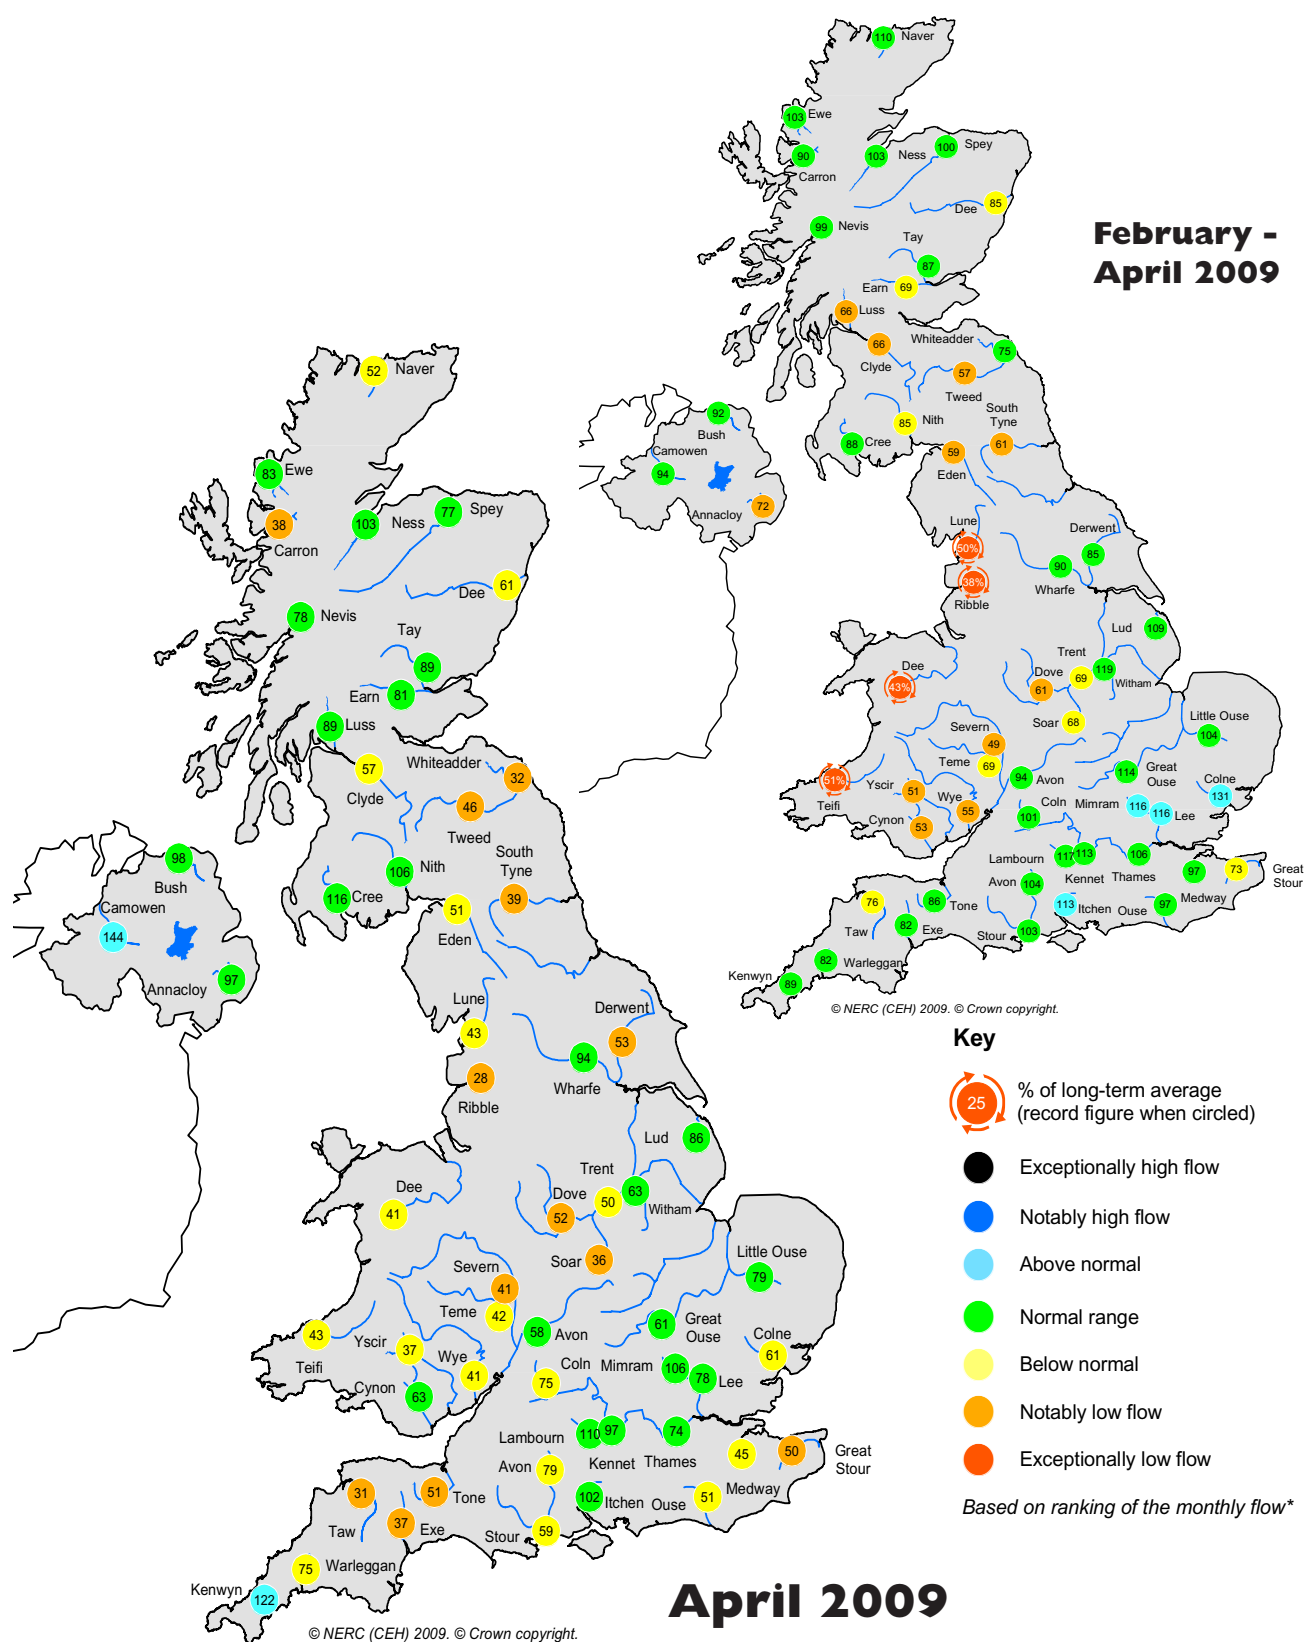 110 Naver
103 Ewe
90
Carron
103 Ness
100 Spey
Dee 85
99 Nevis
Tay
87
Earn 69
66 Luss
66
Clyde
Whiteadder
75
57
Tweed
South
Tyne
61
85 Nith
88 Cree
59
Eden
92
Bush
Camowen
94
Annacloy 72
Lune
50%
38%
Ribble
Derwent
85
90
Wharfe
Lud
109
Trent
119
Witham
Dove
61
69
Dee
43%
Soar 68
Little Ouse
104
Severn
49
Teme 69
94 Avon
114 Great
Ouse
Colne
131
51%
Teifi
Yscir
51
Wye
55
Cynon
53
Coln
101
Mimram 116
116 Lee
Lambourn
117 113
Kennet
106
Thames
97
Medway
73
Great
Stour
Avon
104
113
Itchen
Ouse
97
76
Taw
86
Tone
82
Exe
Stour 103
82
Warleggan
Kenwyn
89
© NERC (CEH) 2009. © Crown copyright.
February -
April 2009
52 Naver
83 Ewe
38
Carron
103 Ness
77 Spey
Dee 61
78 Nevis
Tay
89
Earn 81
89 Luss
57
Clyde
Whiteadder
32
46
Tweed
South
Tyne
39
106 Nith
116 Cree
51
Eden
98
Bush
Camowen
144
Annacloy 97
Lune
43
28
Ribble
Derwent
53
94
Wharfe
Lud 86
Trent
63
Witham
Dove
52
50
Dee
41
Soar 36
Little Ouse
79
Severn
41
Teme 42
58 Avon
61 Great
Ouse
Colne
61
43
Teifi
Yscir
37
Wye
41
Cynon
63
Coln
75
Mimram 106
78 Lee
Lambourn 110 97
Kennet
74
Thames
45
Medway
50
Great
Stour
Avon 79
102 Itchen
Ouse 51
31
Taw
51 Tone
37 Exe
Stour 59
75 Warleggan
Kenwyn
122
© NERC (CEH) 2009. © Crown copyright.
April 2009
Key
25 % of long-term average
(record figure when circled)
Exceptionally high flow
Notably high flow
Above normal
Normal range
Below normal
Notably low flow
Exceptionally low flow
Based on ranking of the monthly flow*